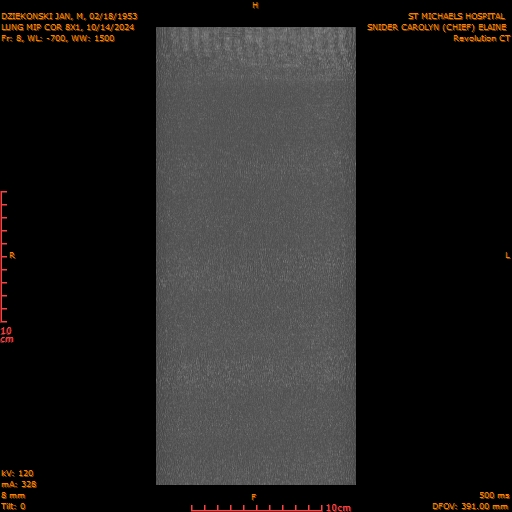 H
DZIEKONSKI JAN, M, 02/18/1953
LUNG MIP COR 8X1, 10/14/2024
Fr: 8, WL: -700, WW: 1500
ST MICHAELS HOSPITAL
SNIDER CAROLYN (CHIEF) ELAINE
Revolution CT
R
L
10
cm
kV: 120
mA: 328
8 mm
Tilt: 0
F
10cm
500 ms
DFOV: 391.00 mm